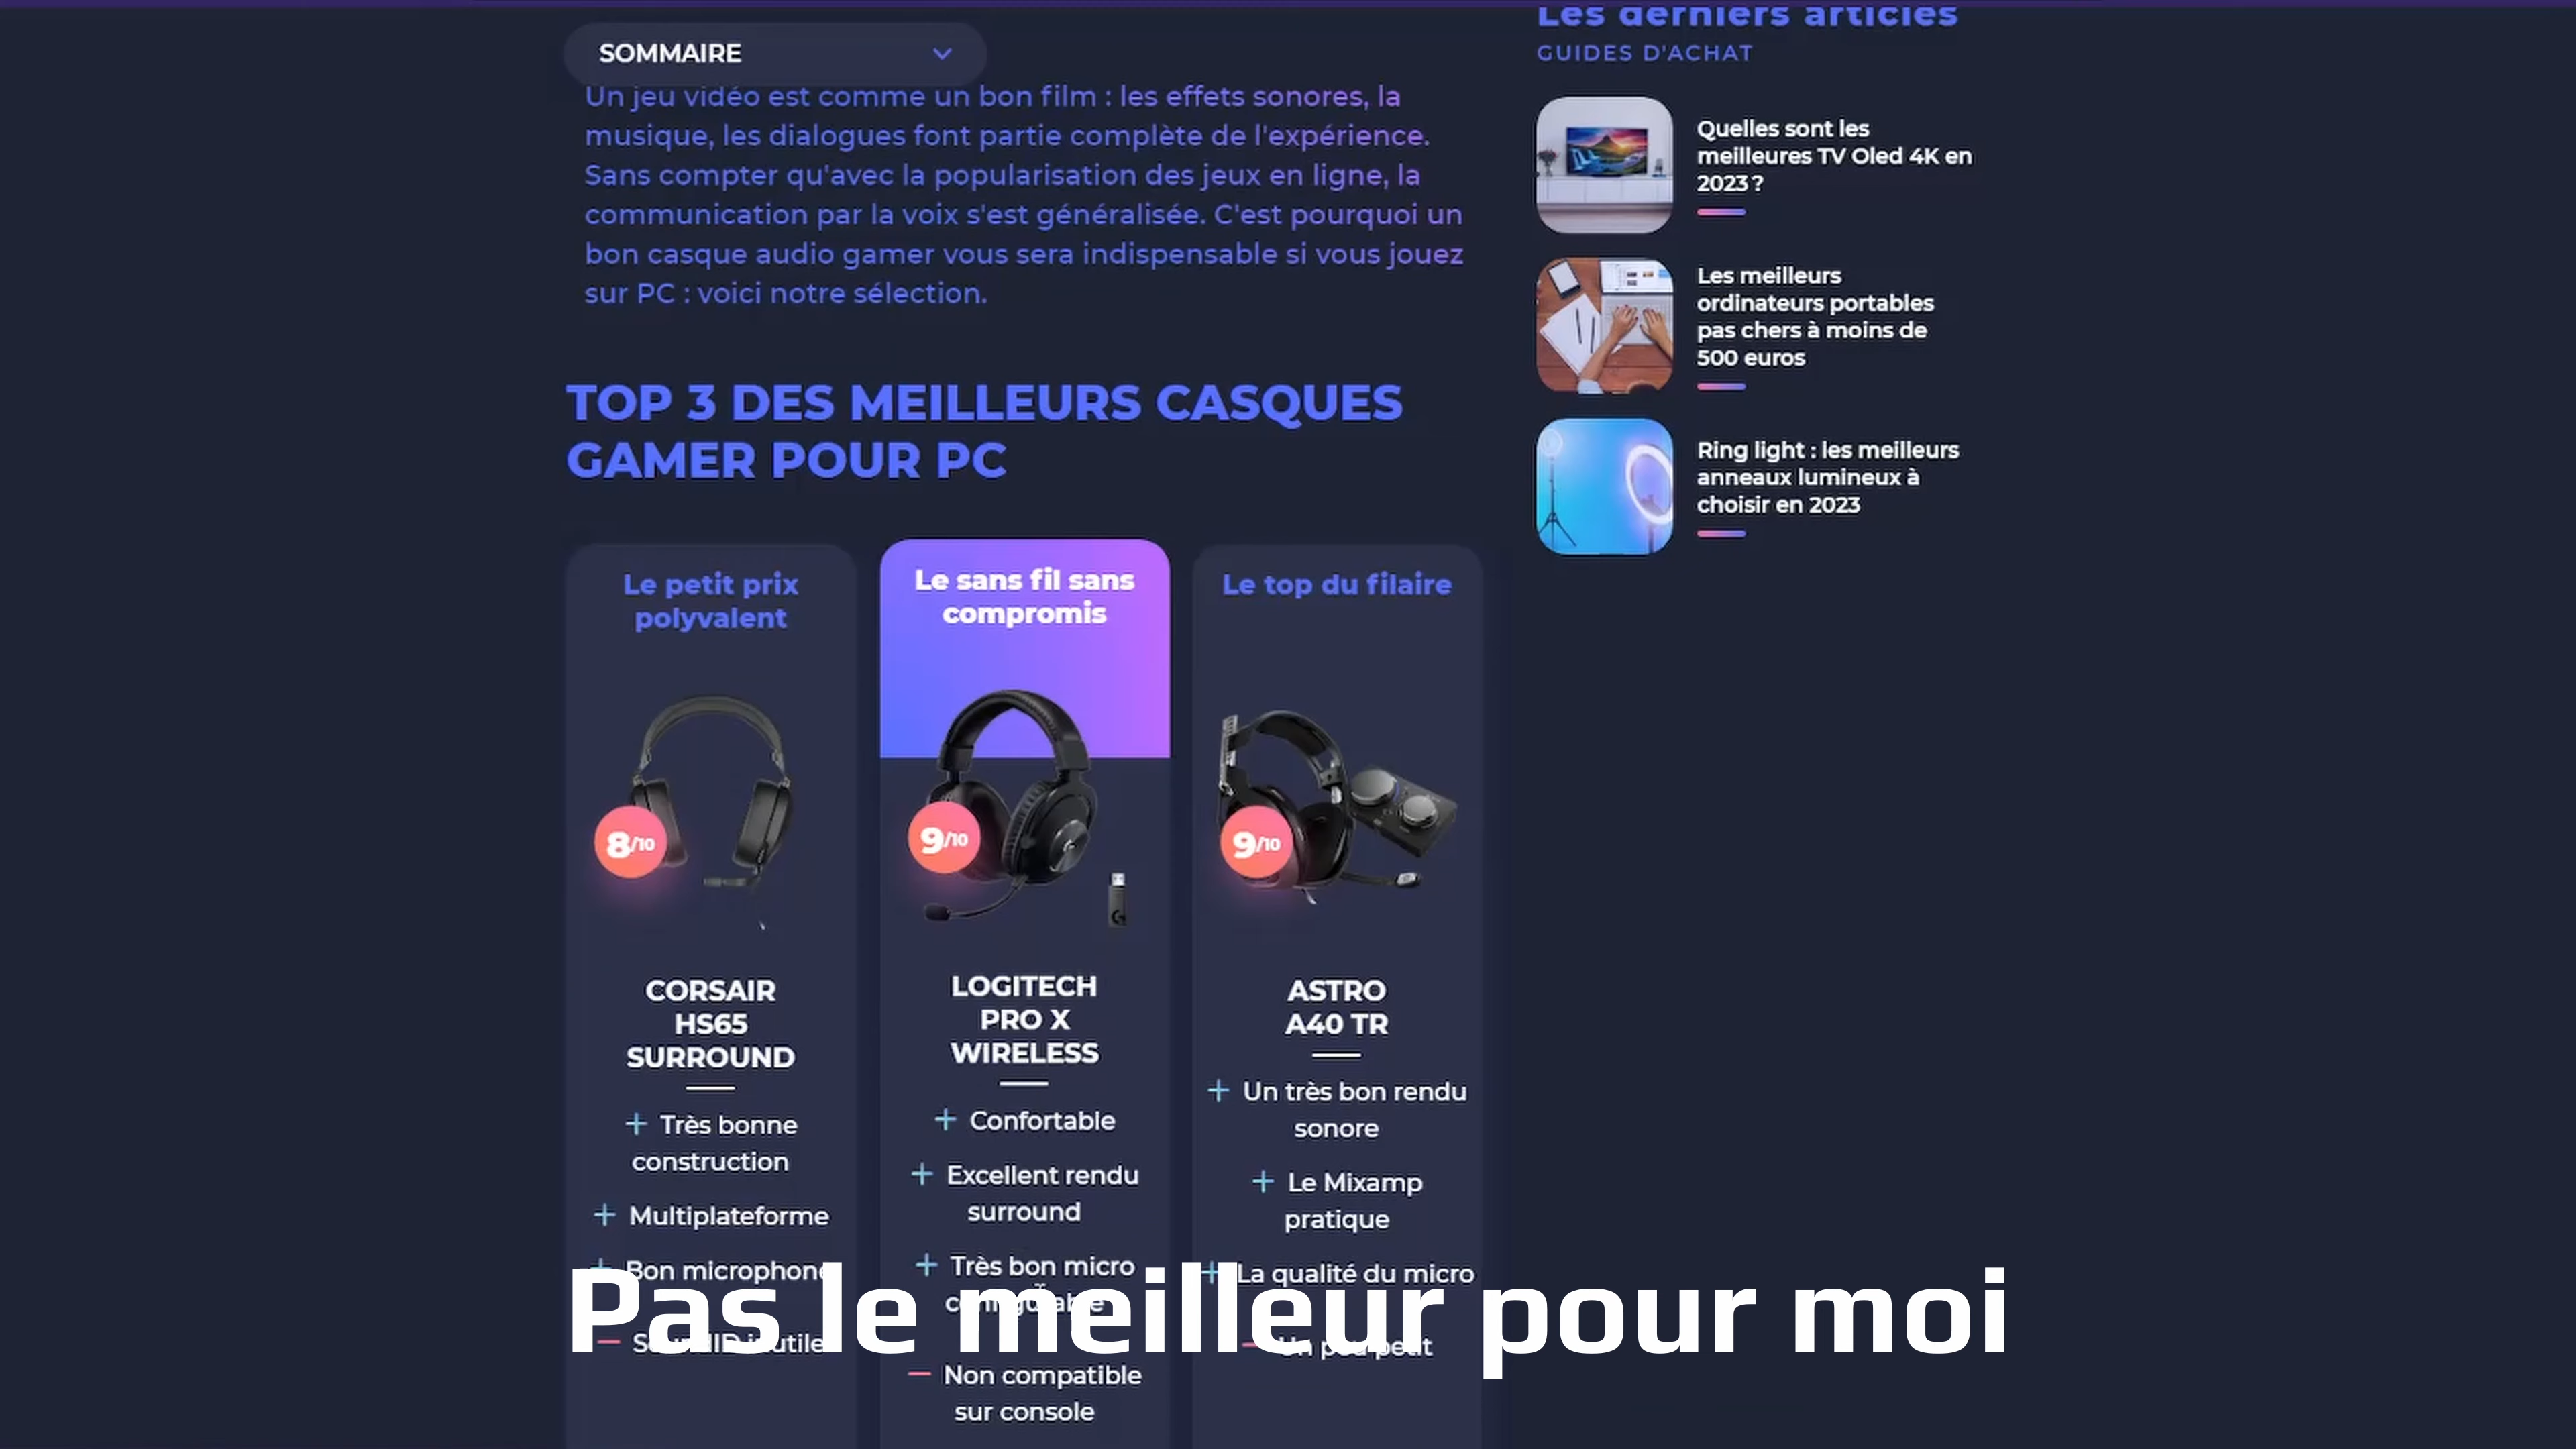 SOMMAIRE
Un jeu vidéo est comme un bon film : les effets sonores, la
musique, les dialogues font partie complète de l'expérience.
Sans compter qu'avec la popularisation des jeux en ligne, la
communication par la voix s'est généralisée. C'est pourquoi un
bon casque audio gamer vous sera indispensable si vous jouez
sur PC : voici notre sélection.
TOP 3 DES MEILLEURS CASQUES
GAMER POUR PC
Le petit prix
polyvalent
8/10
CORSAIR
HS65
SURROUND
+ Très bonne
construction
+ Multiplateforme
+ Bon microphone
Le sans fil sans
compromis
9/10
LOGITECH
PRO X
WIRELESS
+ Confortable
+ Excellent rendu
surround
+ Très bon micro
configurable
− Non compatible
sur console
Le top du filaire
9/10
ASTRO
A40 TR
+ Un très bon rendu
sonore
+ Le Mixamp
pratique
+ La qualité du micro
− Un peu petit
Les derniers articles
GUIDES D'ACHAT
Quelles sont les
meilleures TV Oled 4K en
2023 ?
Les meilleurs
ordinateurs portables
pas chers à moins de
500 euros
Ring light : les meilleurs
anneaux lumineux à
choisir en 2023
Pas le meilleur pour moi